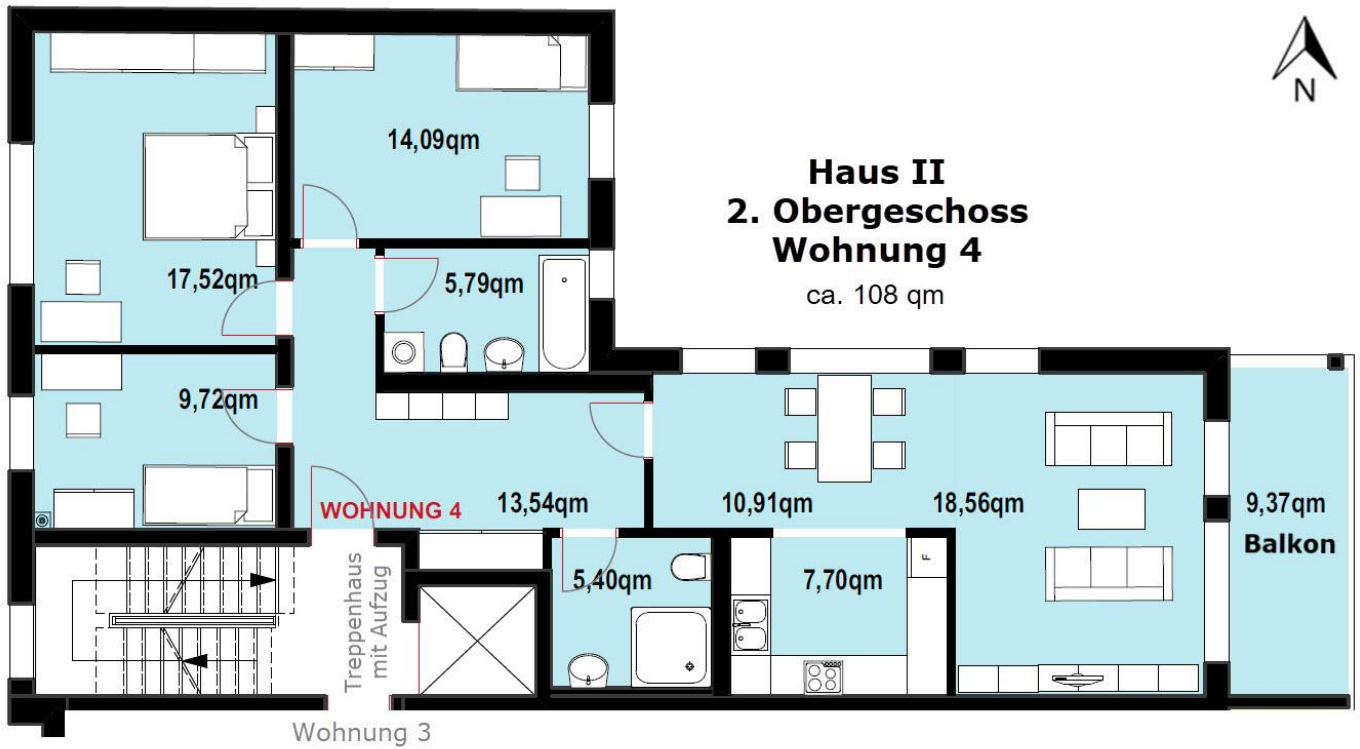 N
14,09qm
Haus II
2. Obergeschoss
Wohnung 4
ca. 108 qm
17,52qm
5,79qm
9,72qm
WOHNUNG 4
13,54qm
10,91qm
18,56qm
9,37qm
Balkon
5,40qm
7,70qm
F
Treppenhaus
mit Aufzug
Wohnung 3